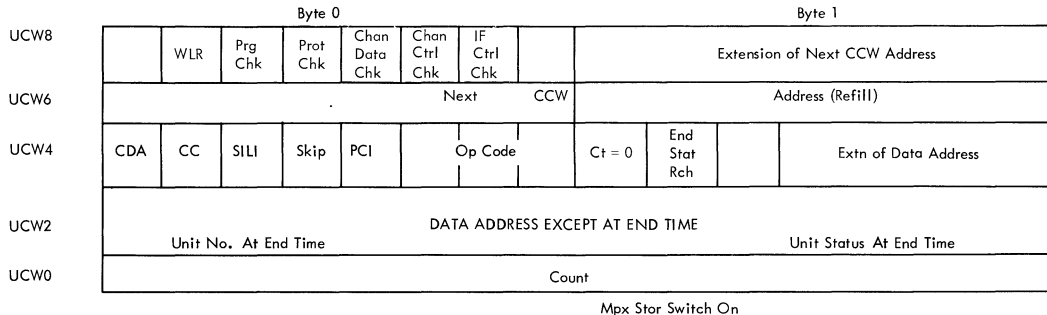 Byte 0 Byte 1
UCW8 WLR Prg Chk Prot Chk Chan Data Chk Chan Ctrl Chk IF Ctrl Chk Extension of Next CCW Address
UCW6 Next CCW Address (Refill)
UCW4 CDA CC SILI Skip PCI Op Code Ct = 0 End Stat Rch Extn of Data Address
UCW2 DATA ADDRESS EXCEPT AT END TIME
Unit No. At End Time Unit Status At End Time
UCW0 Count
Mpx Stor Switch On